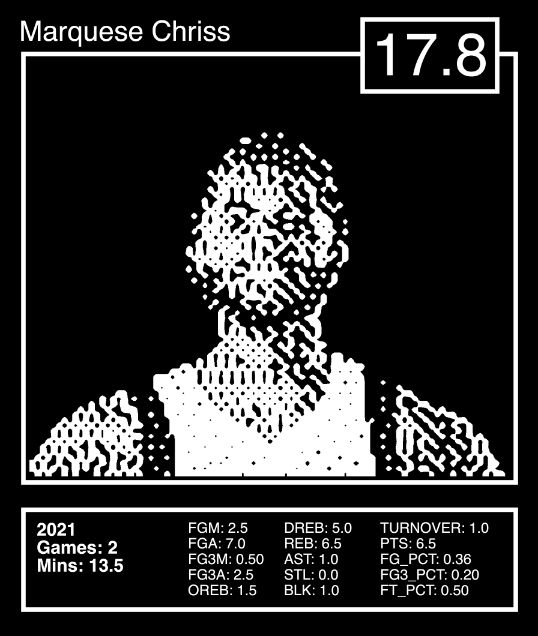 Marquese Chriss
17.8
2021
Games: 2
Mins: 13.5
FGM: 2.5
FGA: 7.0
FG3M: 0.50
FG3A: 2.5
OREB: 1.5
DREB: 5.0
REB: 6.5
AST: 1.0
STL: 0.0
BLK: 1.0
TURNOVER: 1.0
PTS: 6.5
FG_PCT: 0.36
FG3_PCT: 0.20
FT_PCT: 0.50